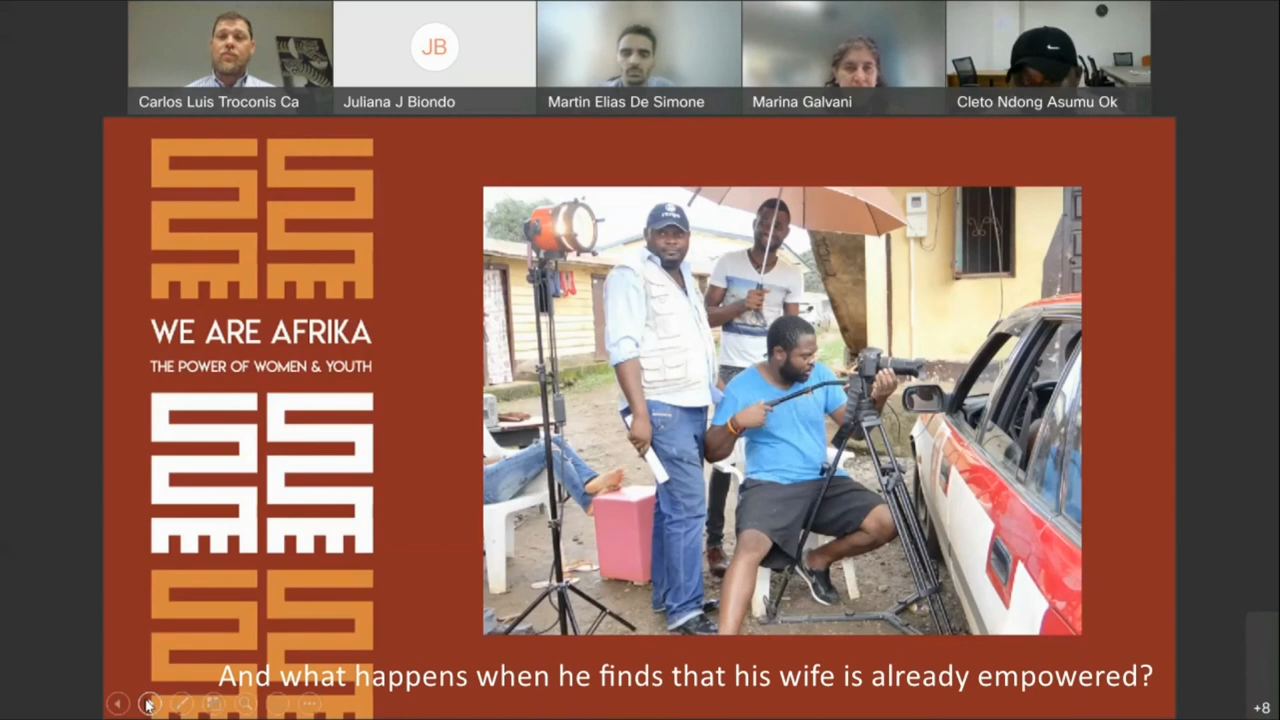 JB
Carlos Luis Troconis Ca
Juliana J Biondo
Martin Elias De Simone
Marina Galvani
Cleto Ndong Asumu Ok
WE ARE AFRIKA
THE POWER OF WOMEN & YOUTH
And what happens when he finds that his wife is already empowered?
+8